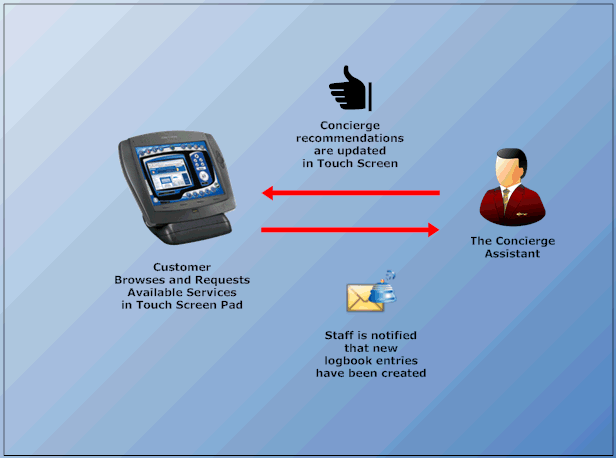 Concierge
recommendations
are updated
in Touch Screen
The Concierge
Assistant
Customer
Browses and Requests
Available Services
in Touch Screen Pad
Staff is notified
that new
logbook entries
have been created